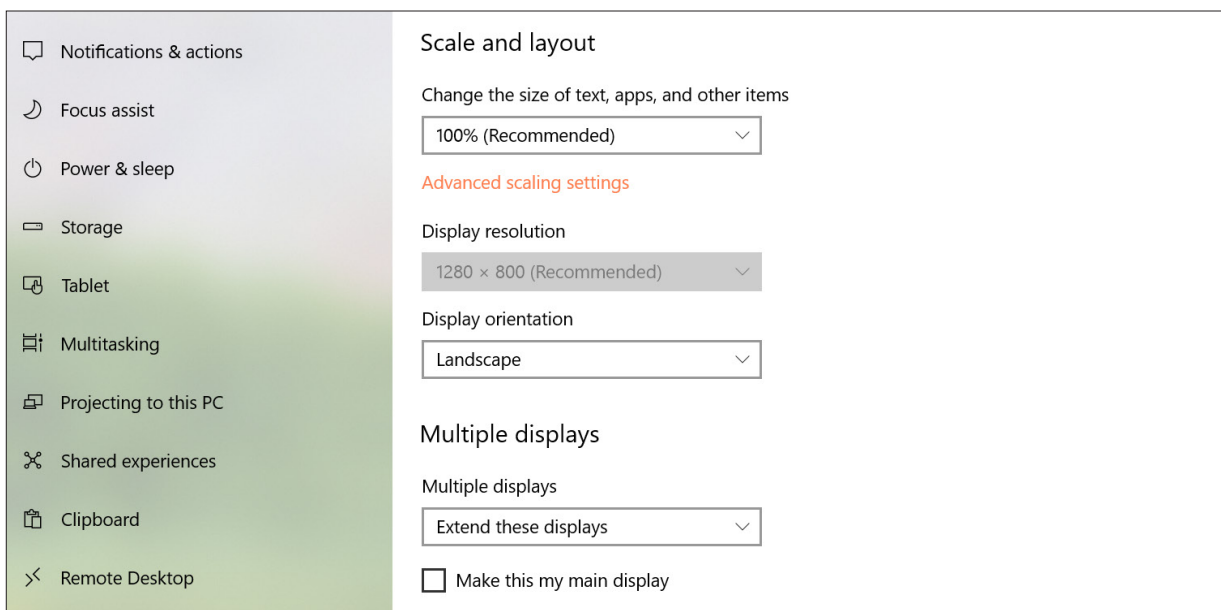 Notifications & actions
Focus assist
Power & sleep
Storage
Tablet
Multitasking
Projecting to this PC
Shared experiences
Clipboard
Remote Desktop
Scale and layout
Change the size of text, apps, and other items
100% (Recommended)
Advanced scaling settings
Display resolution
1280 × 800 (Recommended)
Display orientation
Landscape
Multiple displays
Multiple displays
Extend these displays
Make this my main display